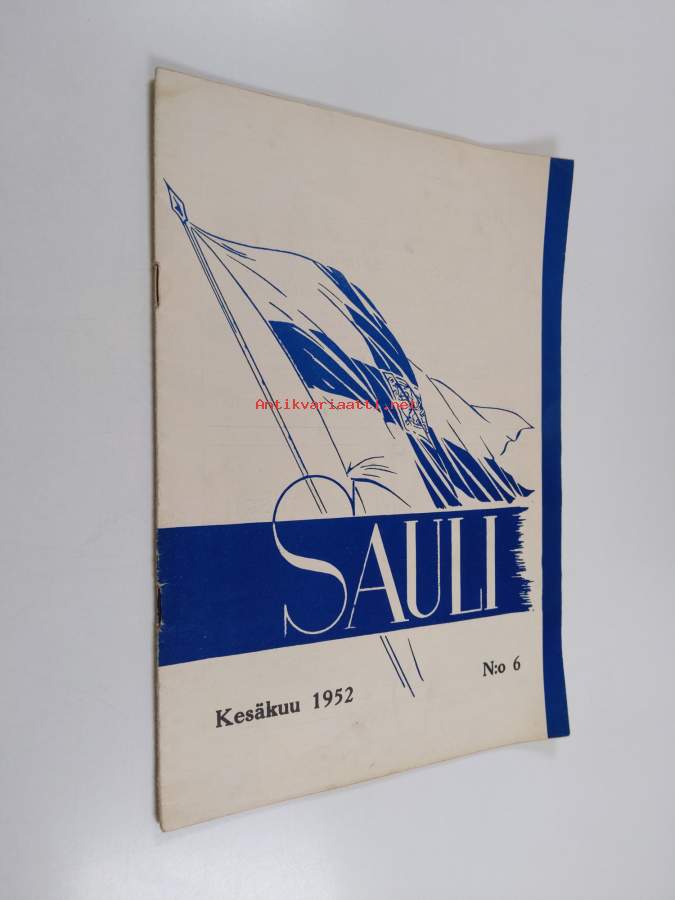 Antikvariaatti.net
SAULI
N:o 6
Kesäkuu 1952